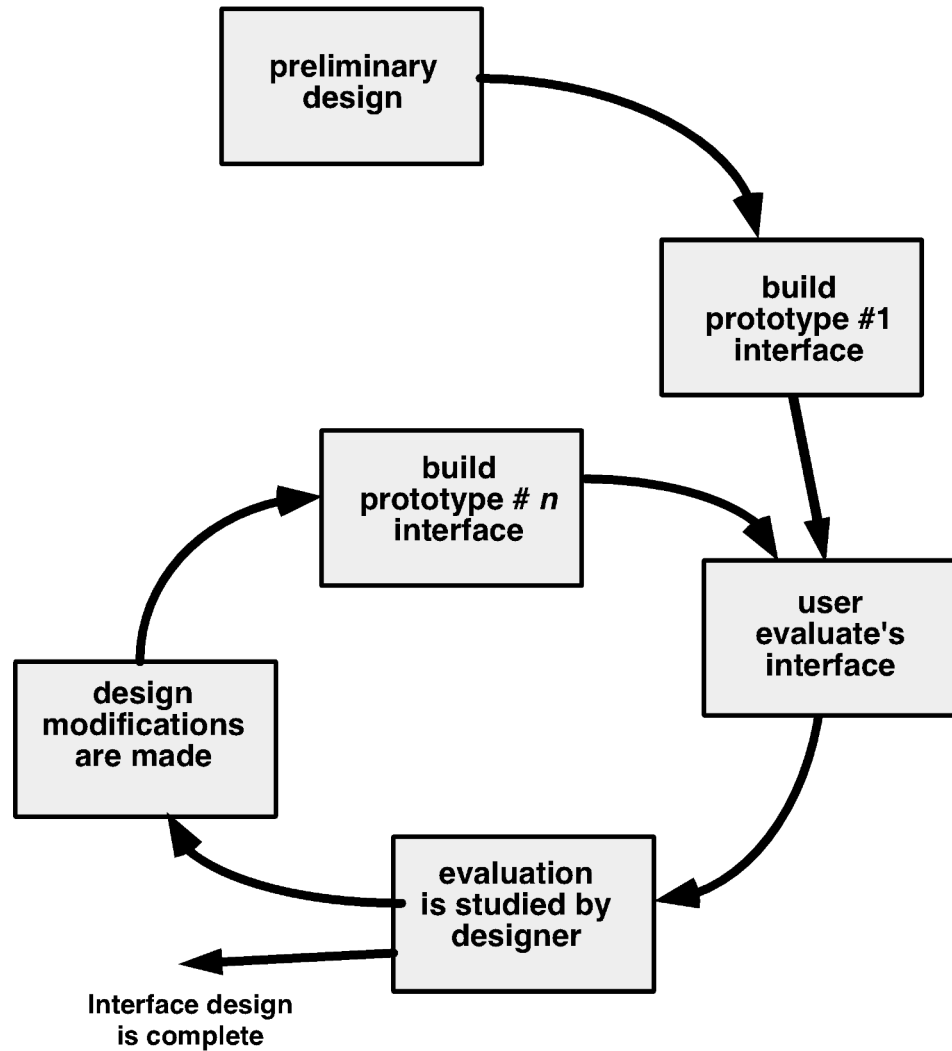 preliminary
design
build
prototype #1
interface
build
prototype # n
interface
user
evaluate's
interface
design
modifications
are made
evaluation
is studied by
designer
Interface design
is complete